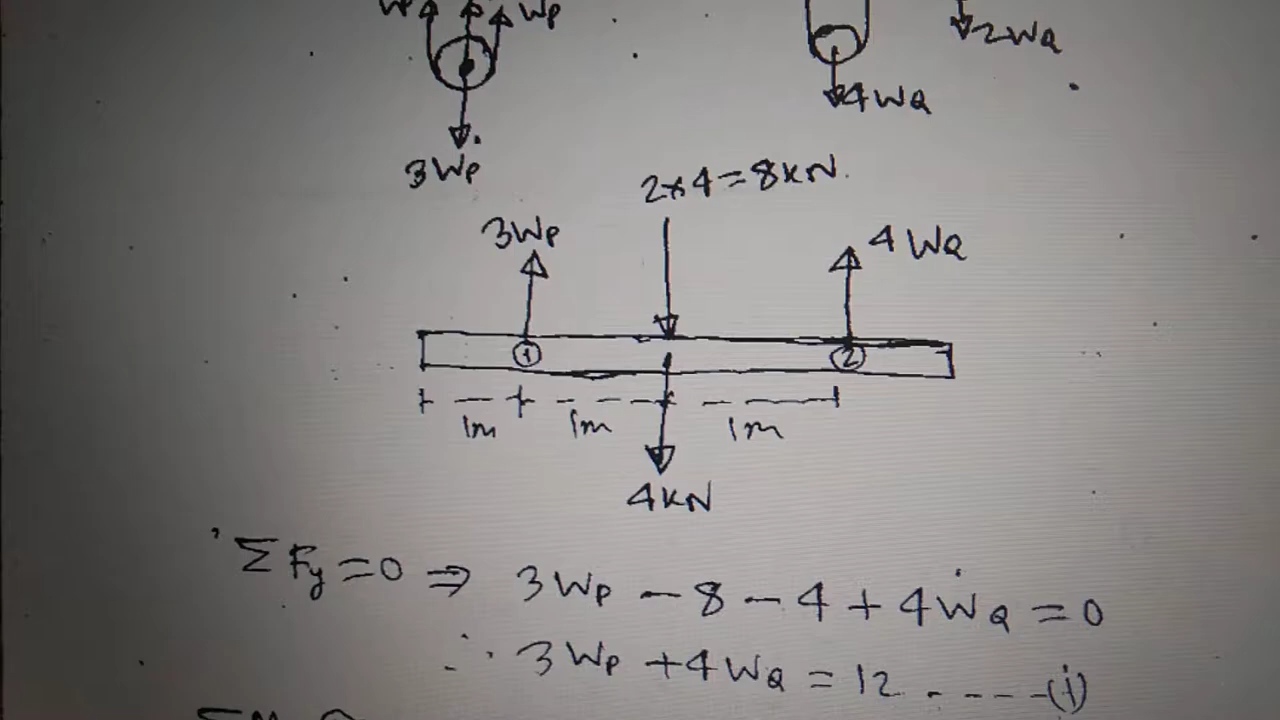 Wp Wp
2WQ
4WQ
3Wp
2×4=8kN.
3Wp
4WQ
1 2
1m 1m 1m
4kN
ΣFy=0 ⇒ 3Wp - 8 - 4 + 4WQ = 0
∴ 3Wp + 4WQ = 12 ----(i)